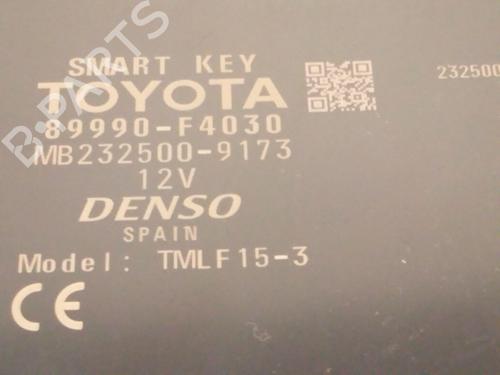 SMART KEY
TOYOTA
89990-F4030
MB232500-9173
12V
DENSO
SPAIN
Model: TMLF15-3
CE
232500
B-PARTS